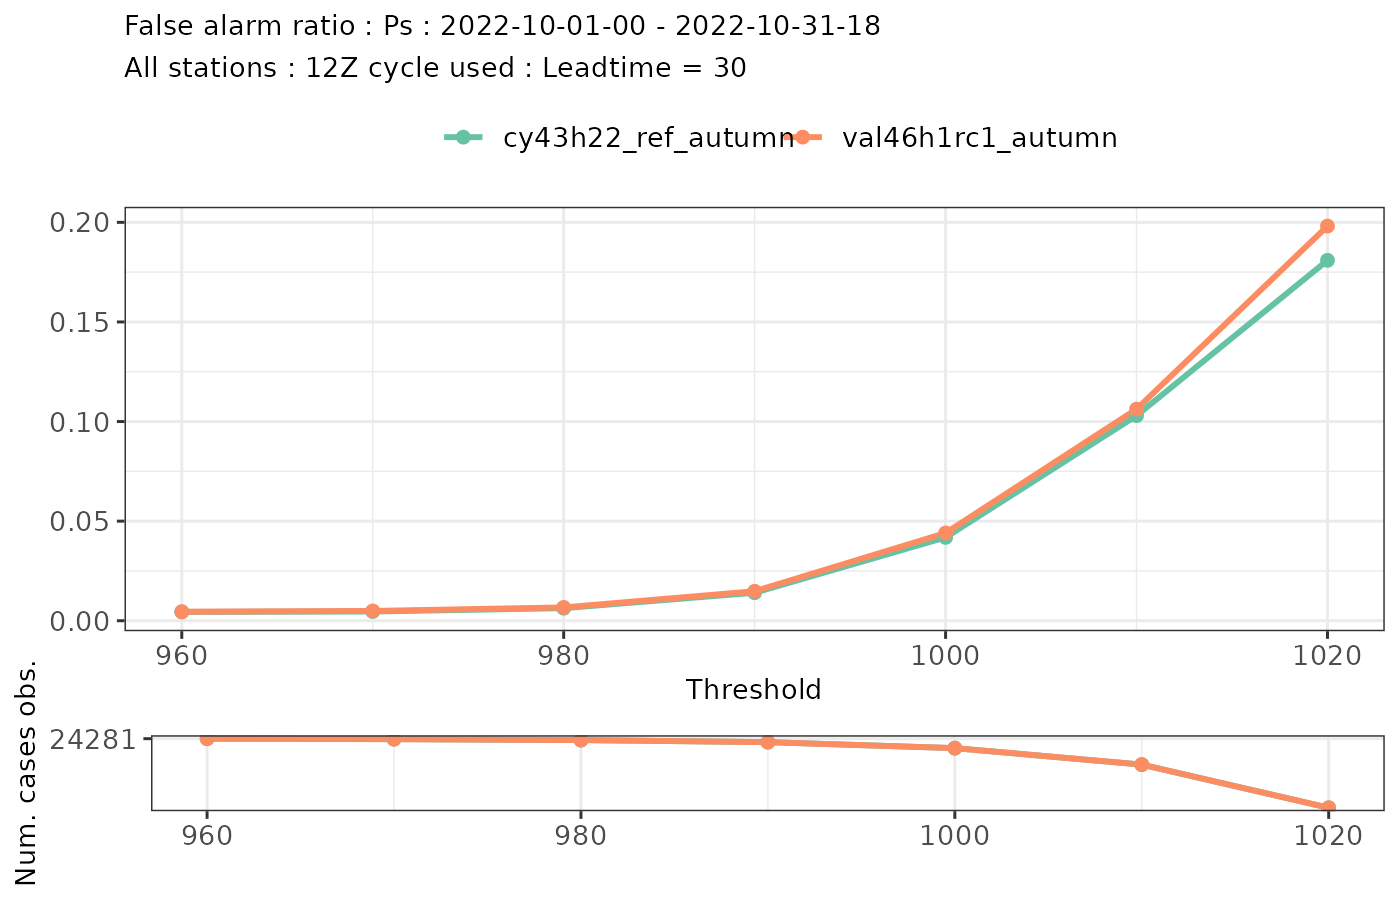 False alarm ratio : Ps : 2022-10-01-00 - 2022-10-31-18
All stations : 12Z cycle used : Leadtime = 30
cy43h22_ref_autumn val46h1rc1_autumn
0.20
0.15
0.10
0.05
0.00
960 980 1000 1020
Threshold
Num. cases obs.
24281
960 980 1000 1020